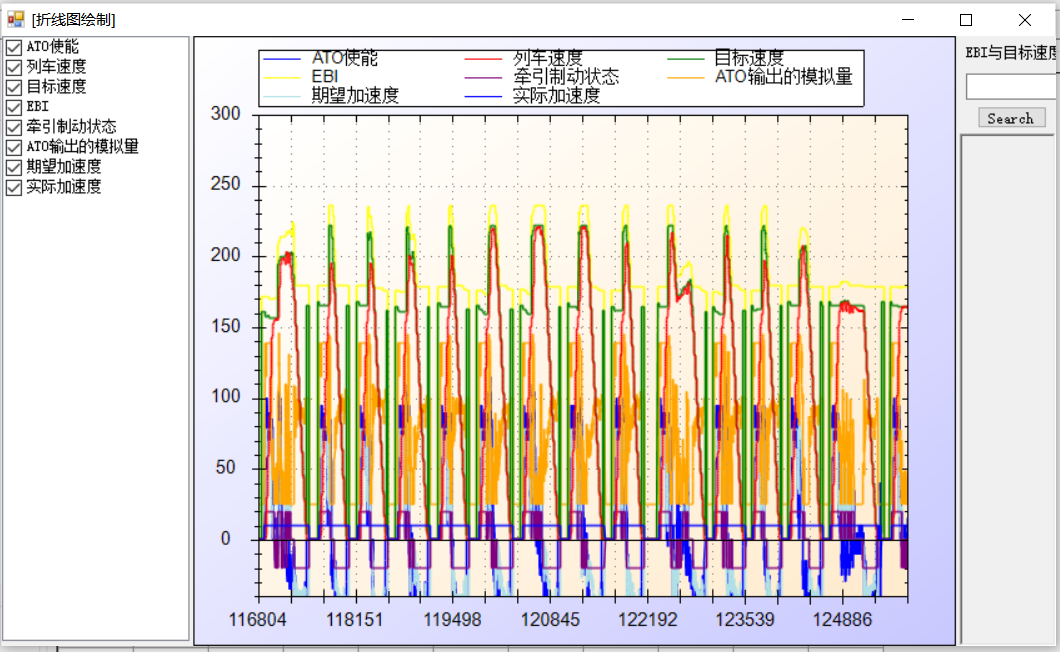 [折线图绘制]
ATO使能
列车速度
目标速度
EBI
牵引制动状态
ATO输出的模拟量
期望加速度
实际加速度
ATO使能 列车速度 目标速度
EBI 牵引制动状态 ATO输出的模拟量
期望加速度 实际加速度
300
250
200
150
100
50
0
116804 118151 119498 120845 122192 123539 124886
EBI与目标速度
Search